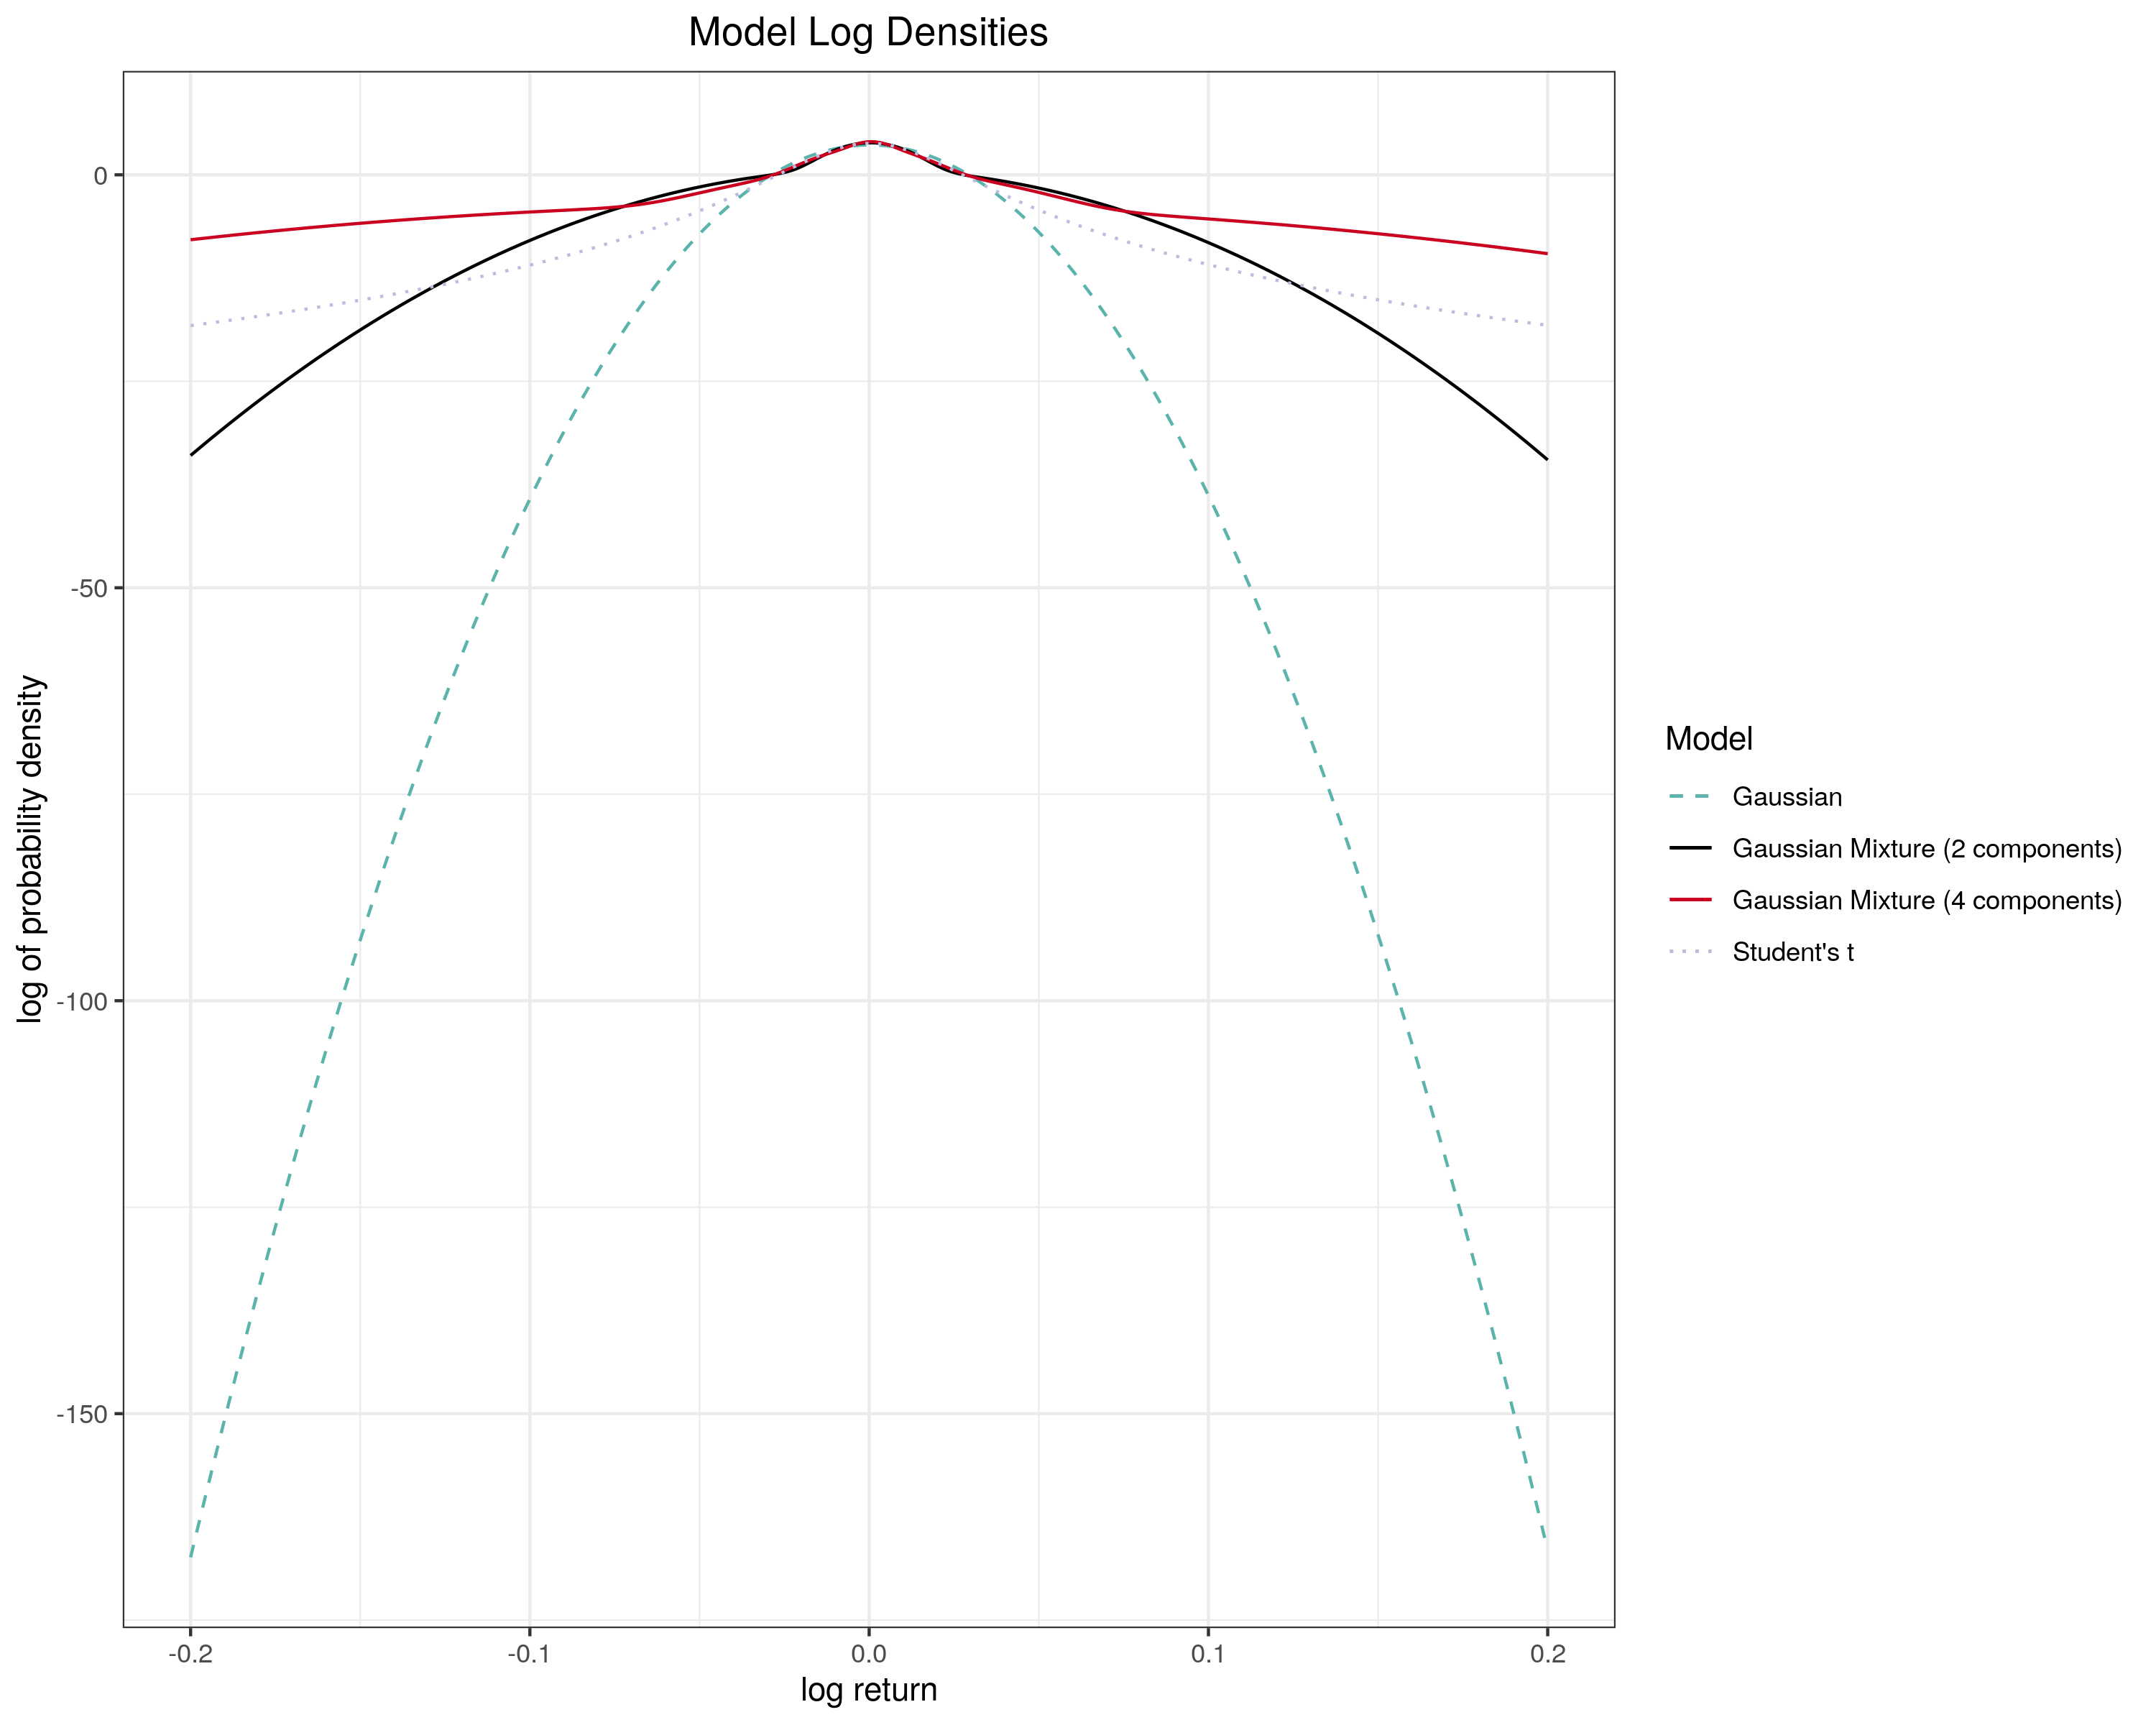 Model Log Densities
log of probability density
0
-50
-100
-150
-0.2
-0.1
0.0
0.1
0.2
log return
Model
Gaussian
Gaussian Mixture (2 components)
Gaussian Mixture (4 components)
Student's t